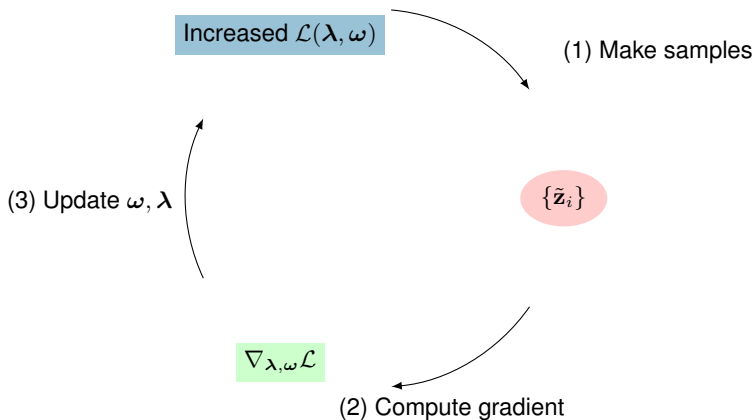 Increased ℒ(𝝀, 𝝎)
(1) Make samples
(3) Update 𝝎, 𝝀
{z̃ᵢ}
∇_{𝝀,𝝎}ℒ
(2) Compute gradient